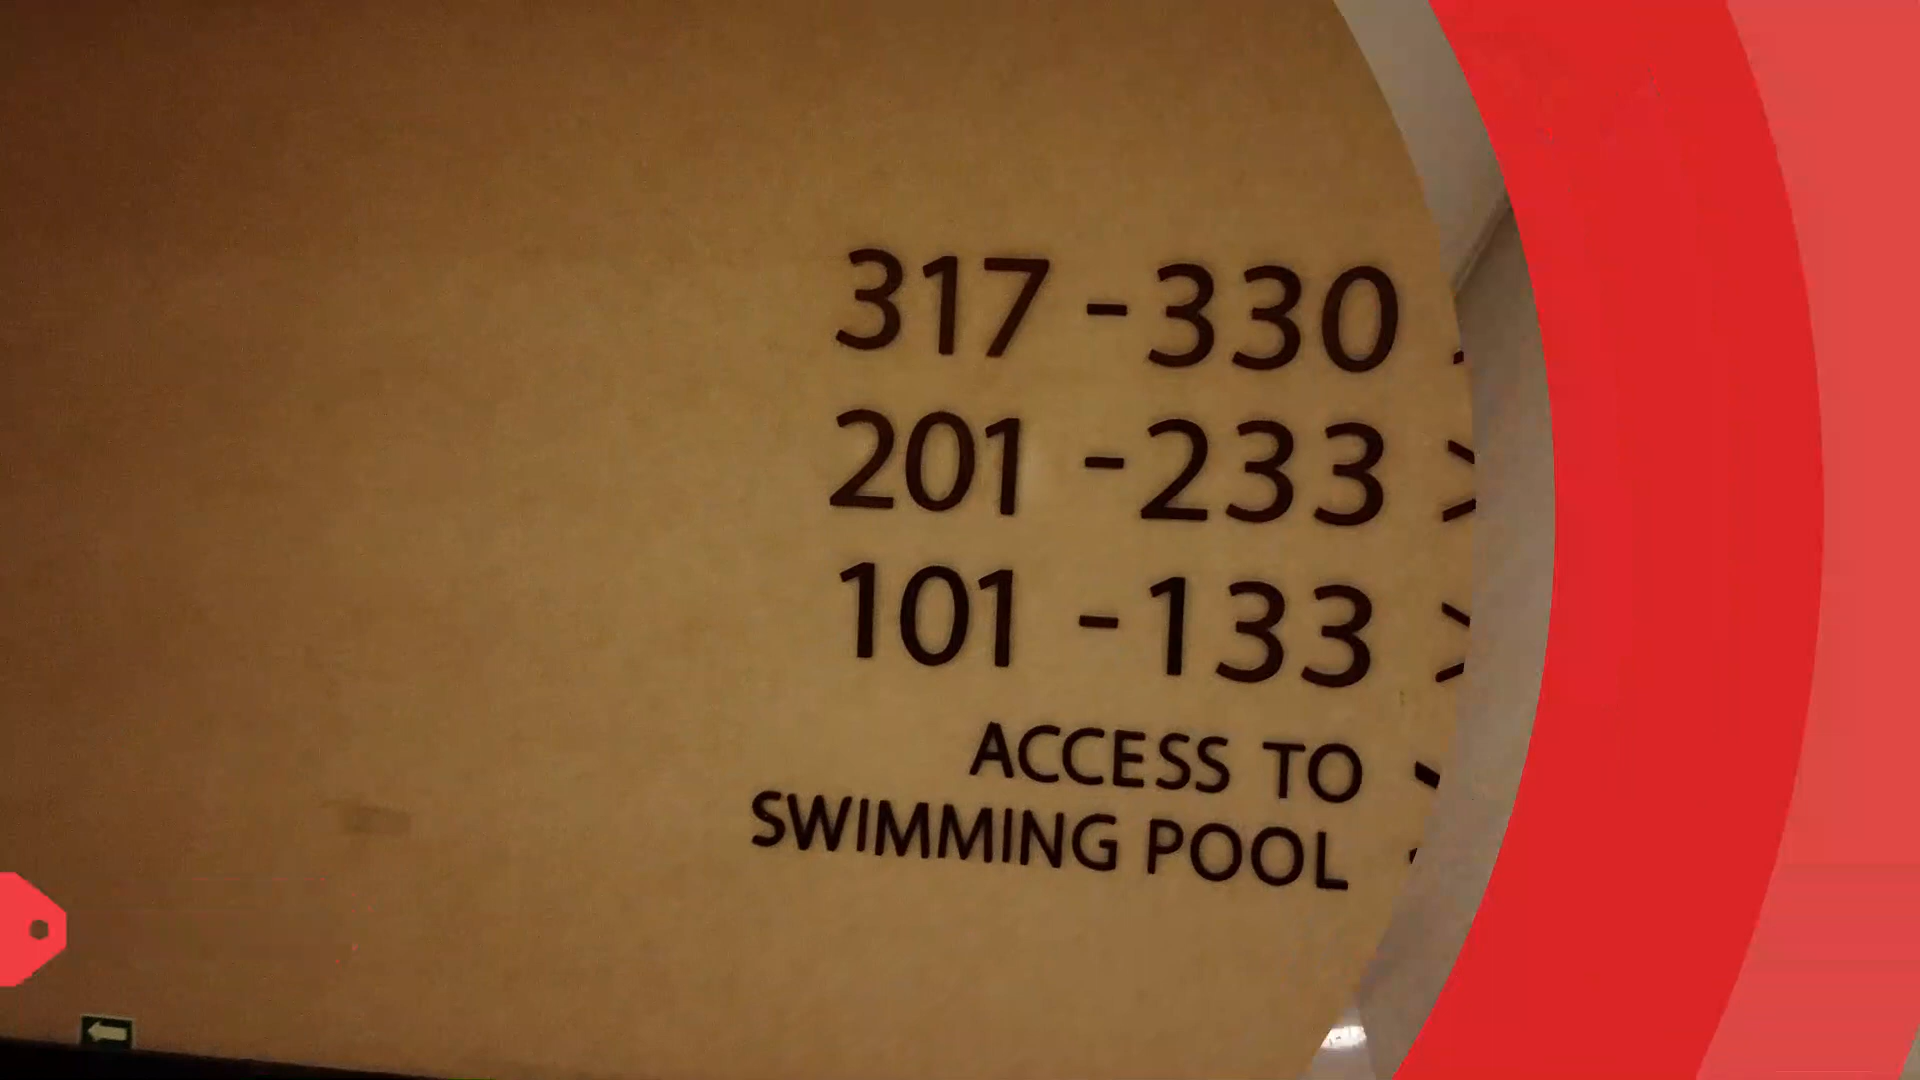 317 - 330 >
201 - 233 >
101 - 133 >
ACCESS TO >
SWIMMING POOL